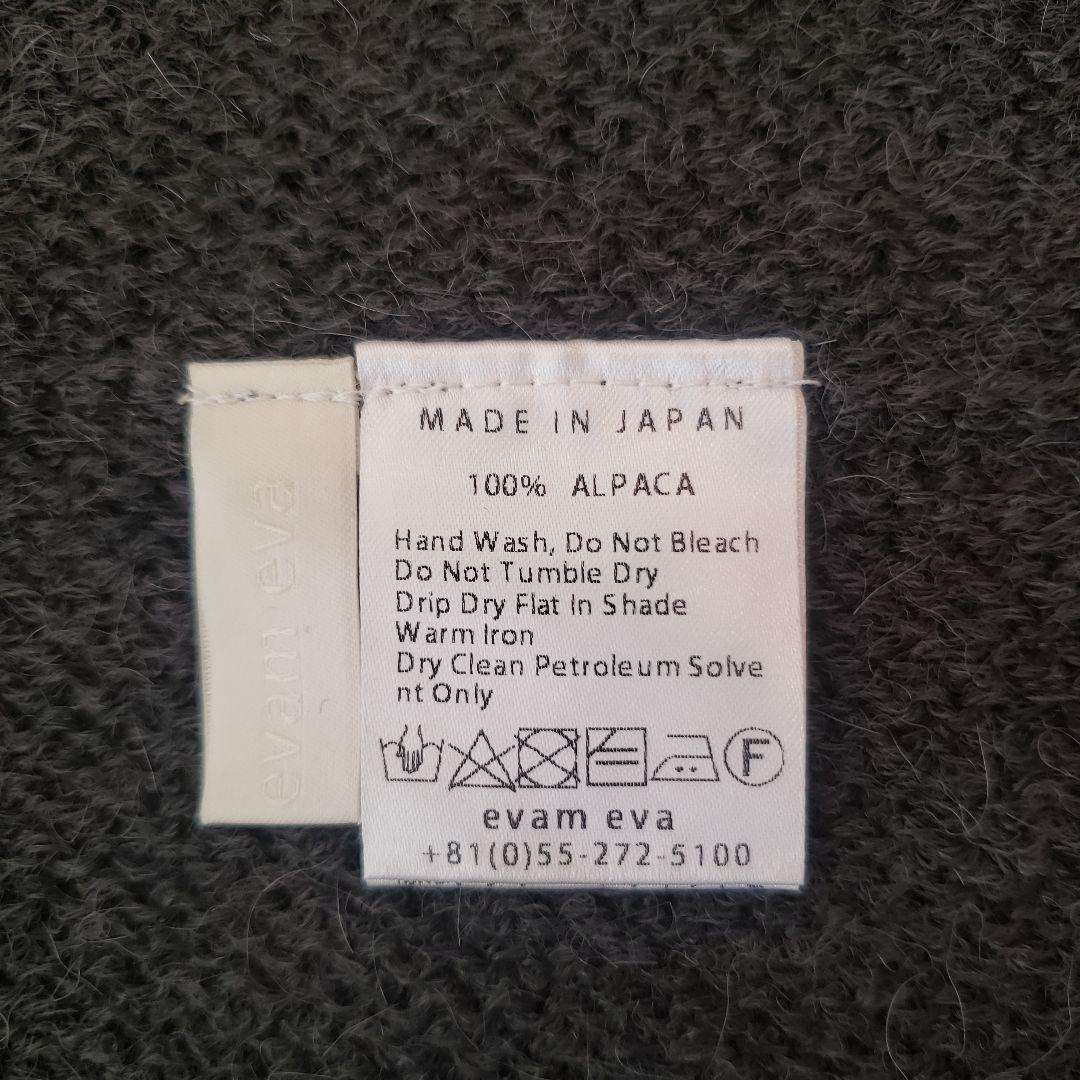 evam eva
MADE IN JAPAN
100% ALPACA
Hand Wash, Do Not Bleach
Do Not Tumble Dry
Drip Dry Flat In Shade
Warm Iron
Dry Clean Petroleum Solve
nt Only
F
evam eva
+81(0)55-272-5100